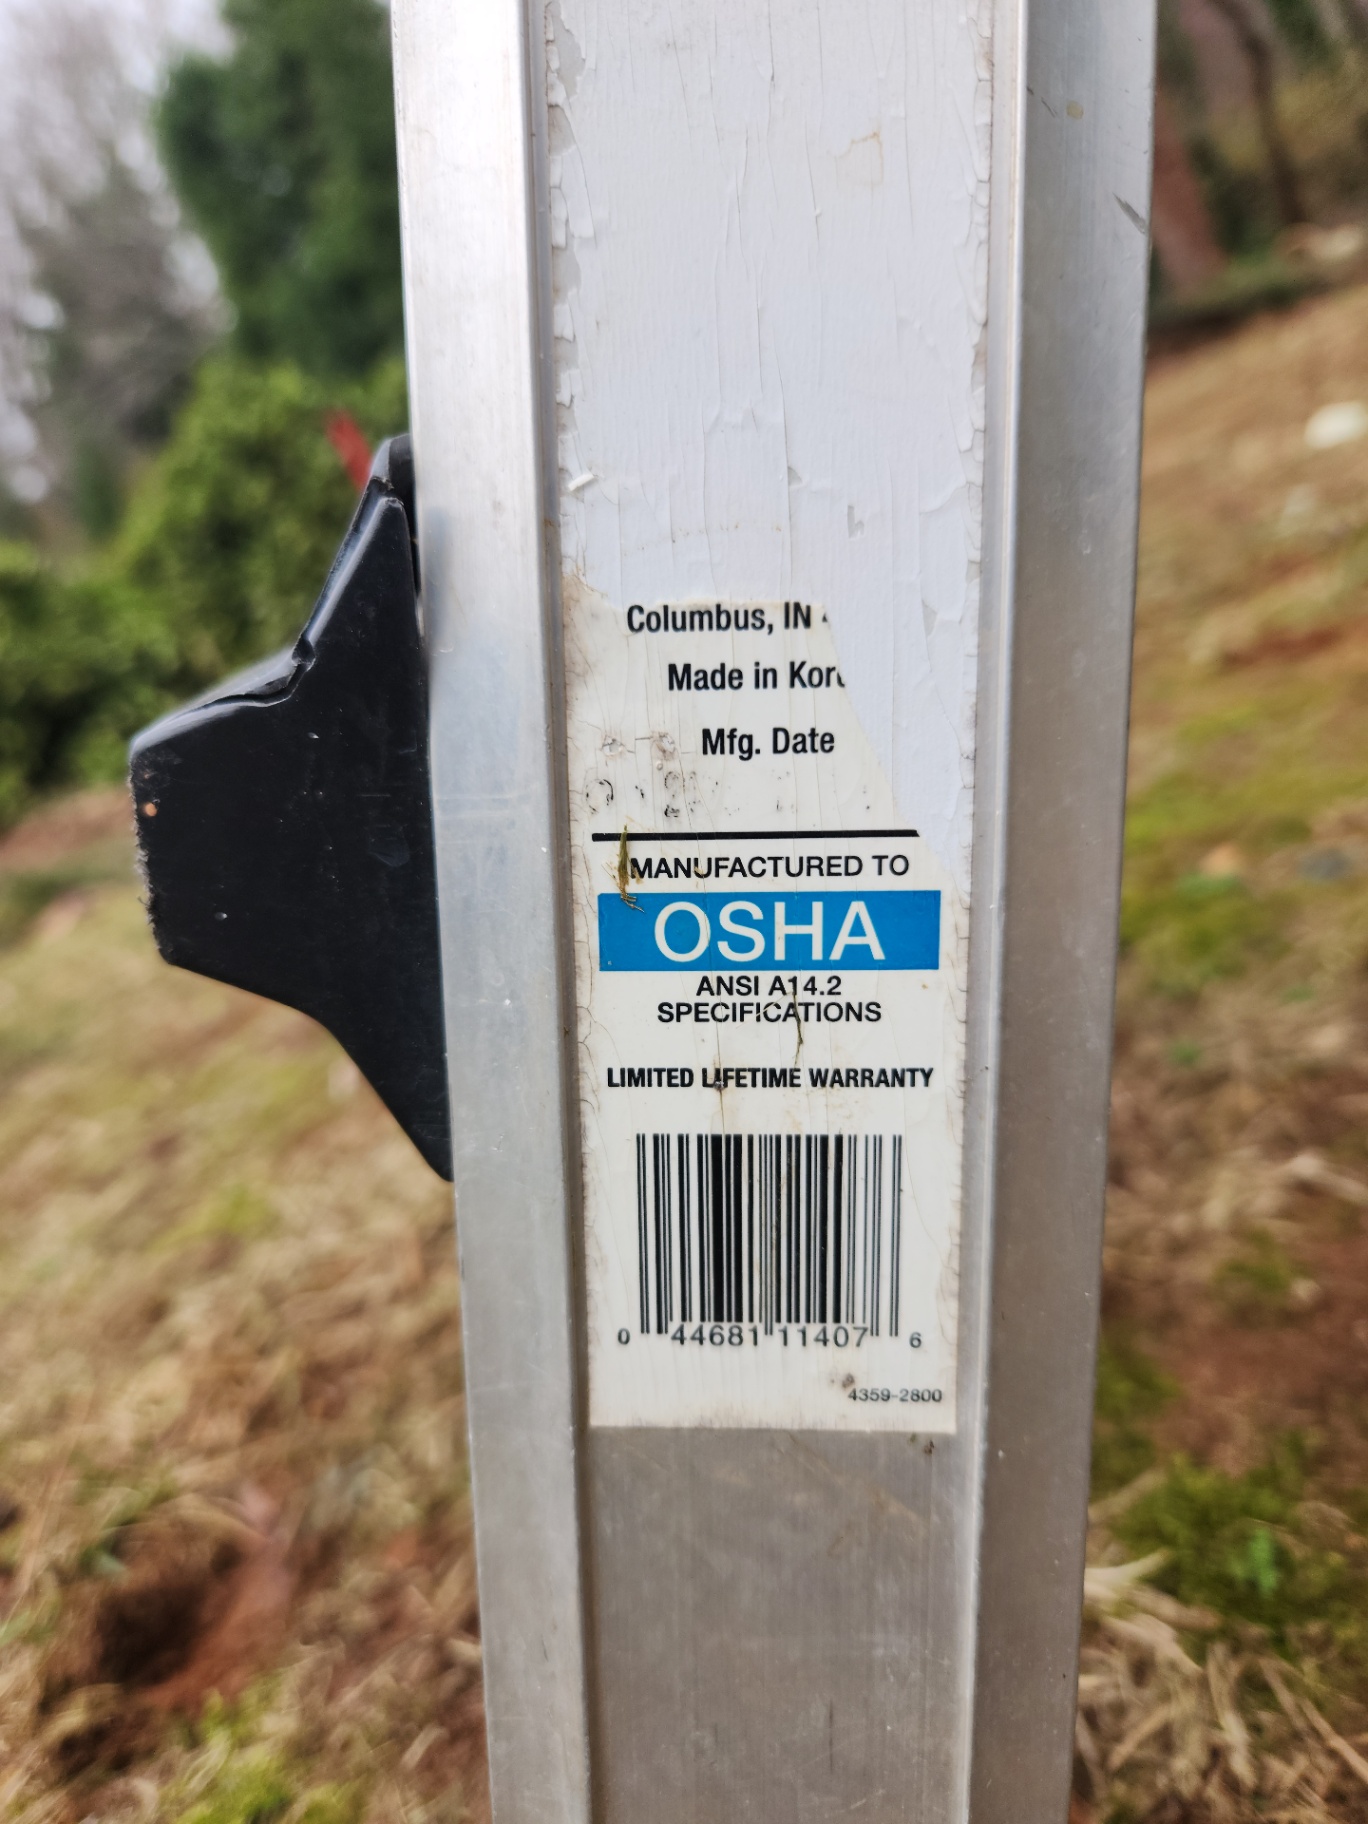 Columbus, IN
Made in
Mfg. Date
MANUFACTURED TO
OSHA
ANSI A14.2
SPECIFICATIONS
LIMITED LIFETIME WARRANTY
0 44681 11407 6
4359-2800